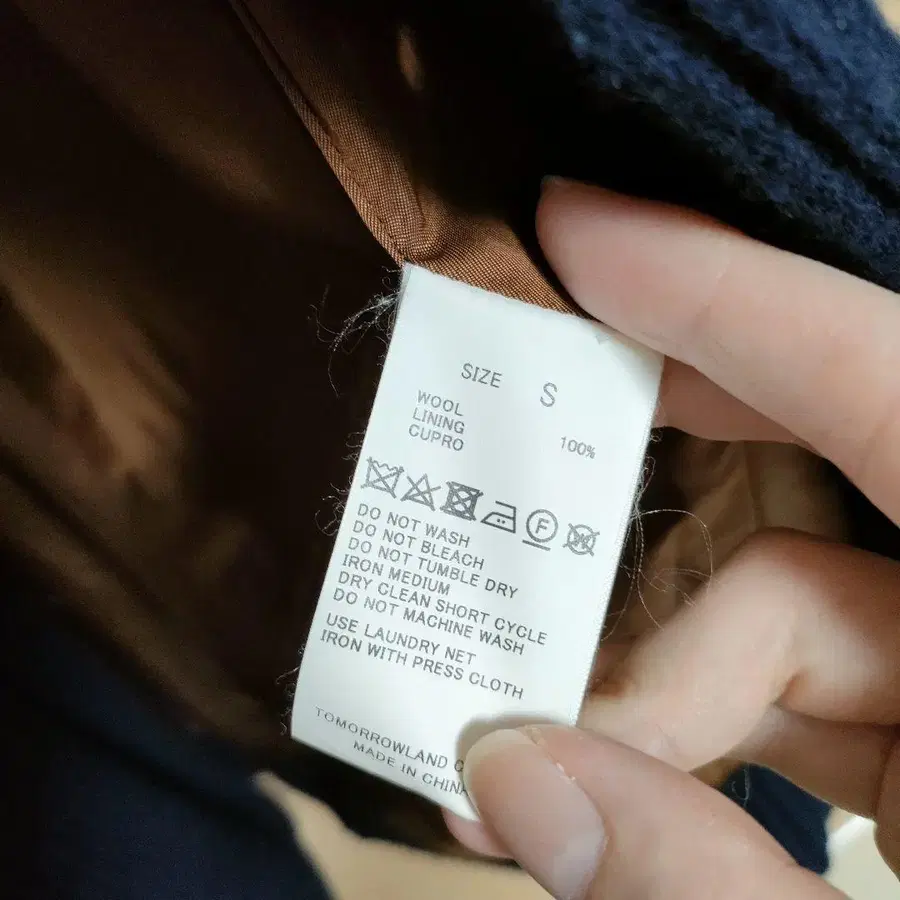 SIZE S
WOOL
LINING
CUPRO 100%
F W
DO NOT WASH
DO NOT BLEACH
DO NOT TUMBLE DRY
IRON MEDIUM
DRY CLEAN SHORT CYCLE
DO NOT MACHINE WASH
USE LAUNDRY NET
IRON WITH PRESS CLOTH
TOMORROWLAND
MADE IN CHINA